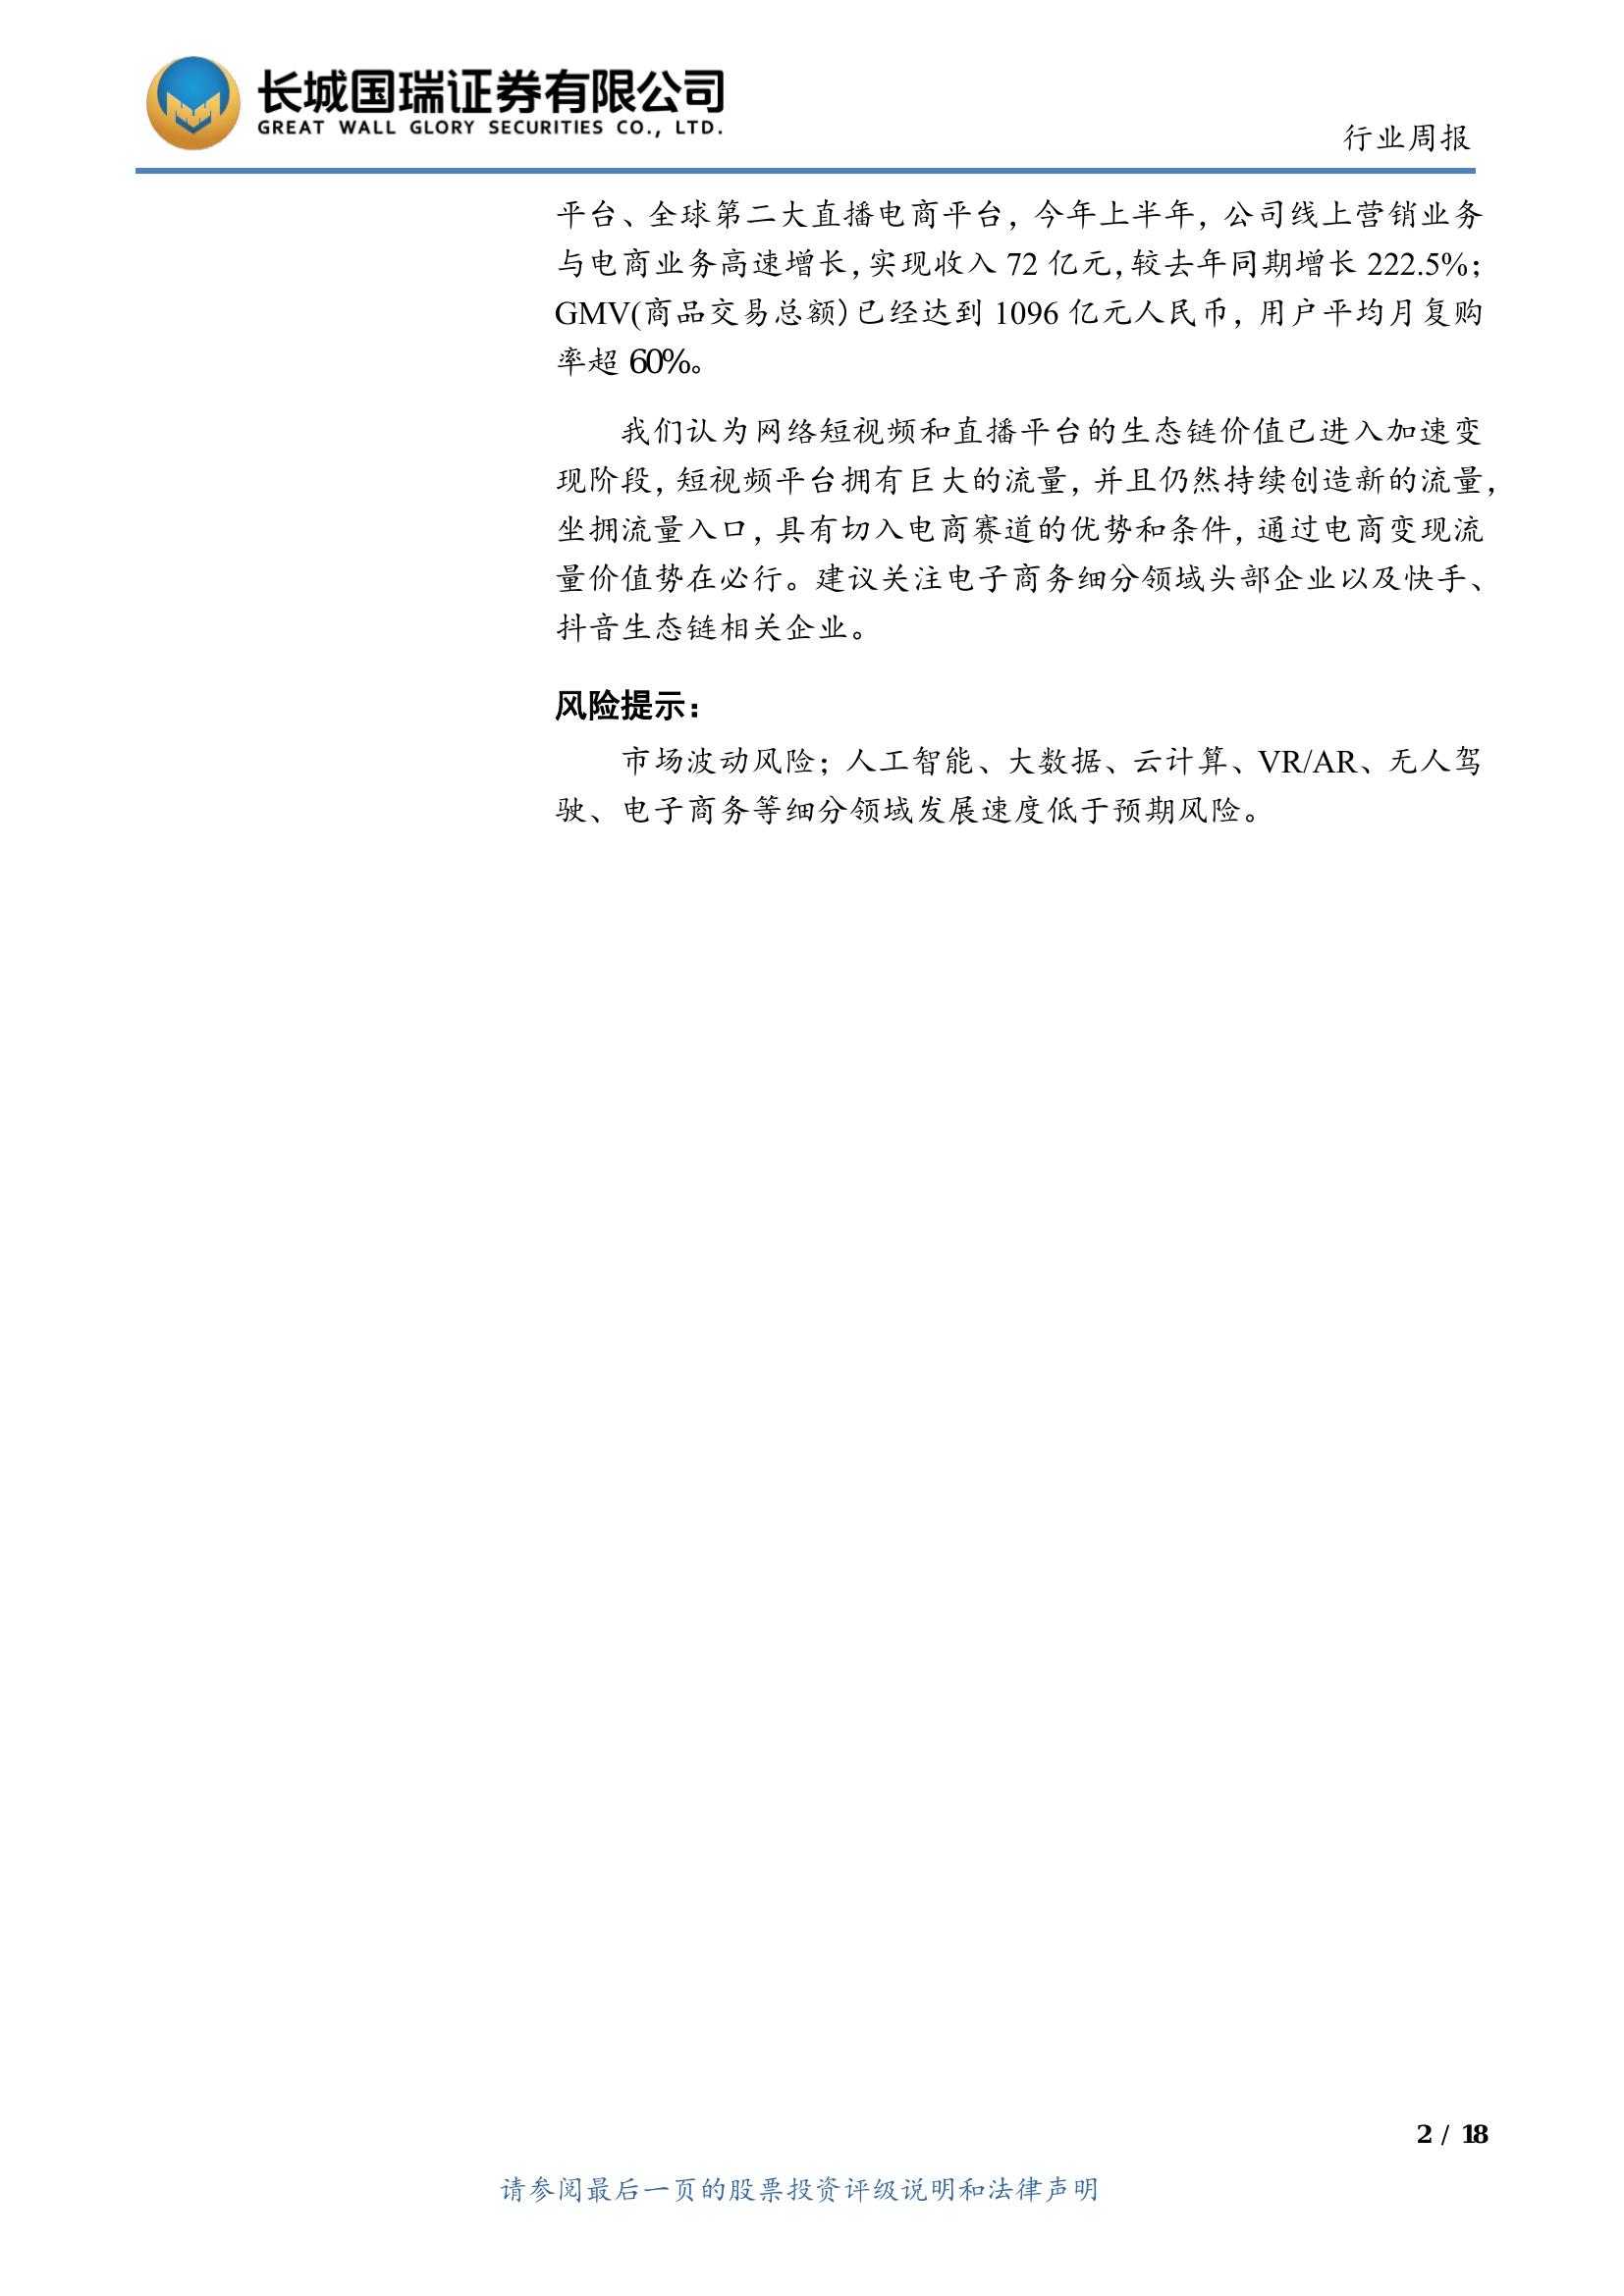 长城国瑞证券有限公司
GREAT WALL GLORY SECURITIES CO., LTD.
行业周报
平台、全球第二大直播电商平台，今年上半年，公司线上营销业务
与电商业务高速增长，实现收入 72 亿元，较去年同期增长 222.5%；
GMV(商品交易总额)已经达到 1096 亿元人民币，用户平均月复购
率超 60%。
我们认为网络短视频和直播平台的生态链价值已进入加速变
现阶段，短视频平台拥有巨大的流量，并且仍然持续创造新的流量，
坐拥流量入口，具有切入电商赛道的优势和条件，通过电商变现流
量价值势在必行。建议关注电子商务细分领域头部企业以及快手、
抖音生态链相关企业。
风险提示：
市场波动风险；人工智能、大数据、云计算、VR/AR、无人驾
驶、电子商务等细分领域发展速度低于预期风险。
2 / 18
请参阅最后一页的股票投资评级说明和法律声明